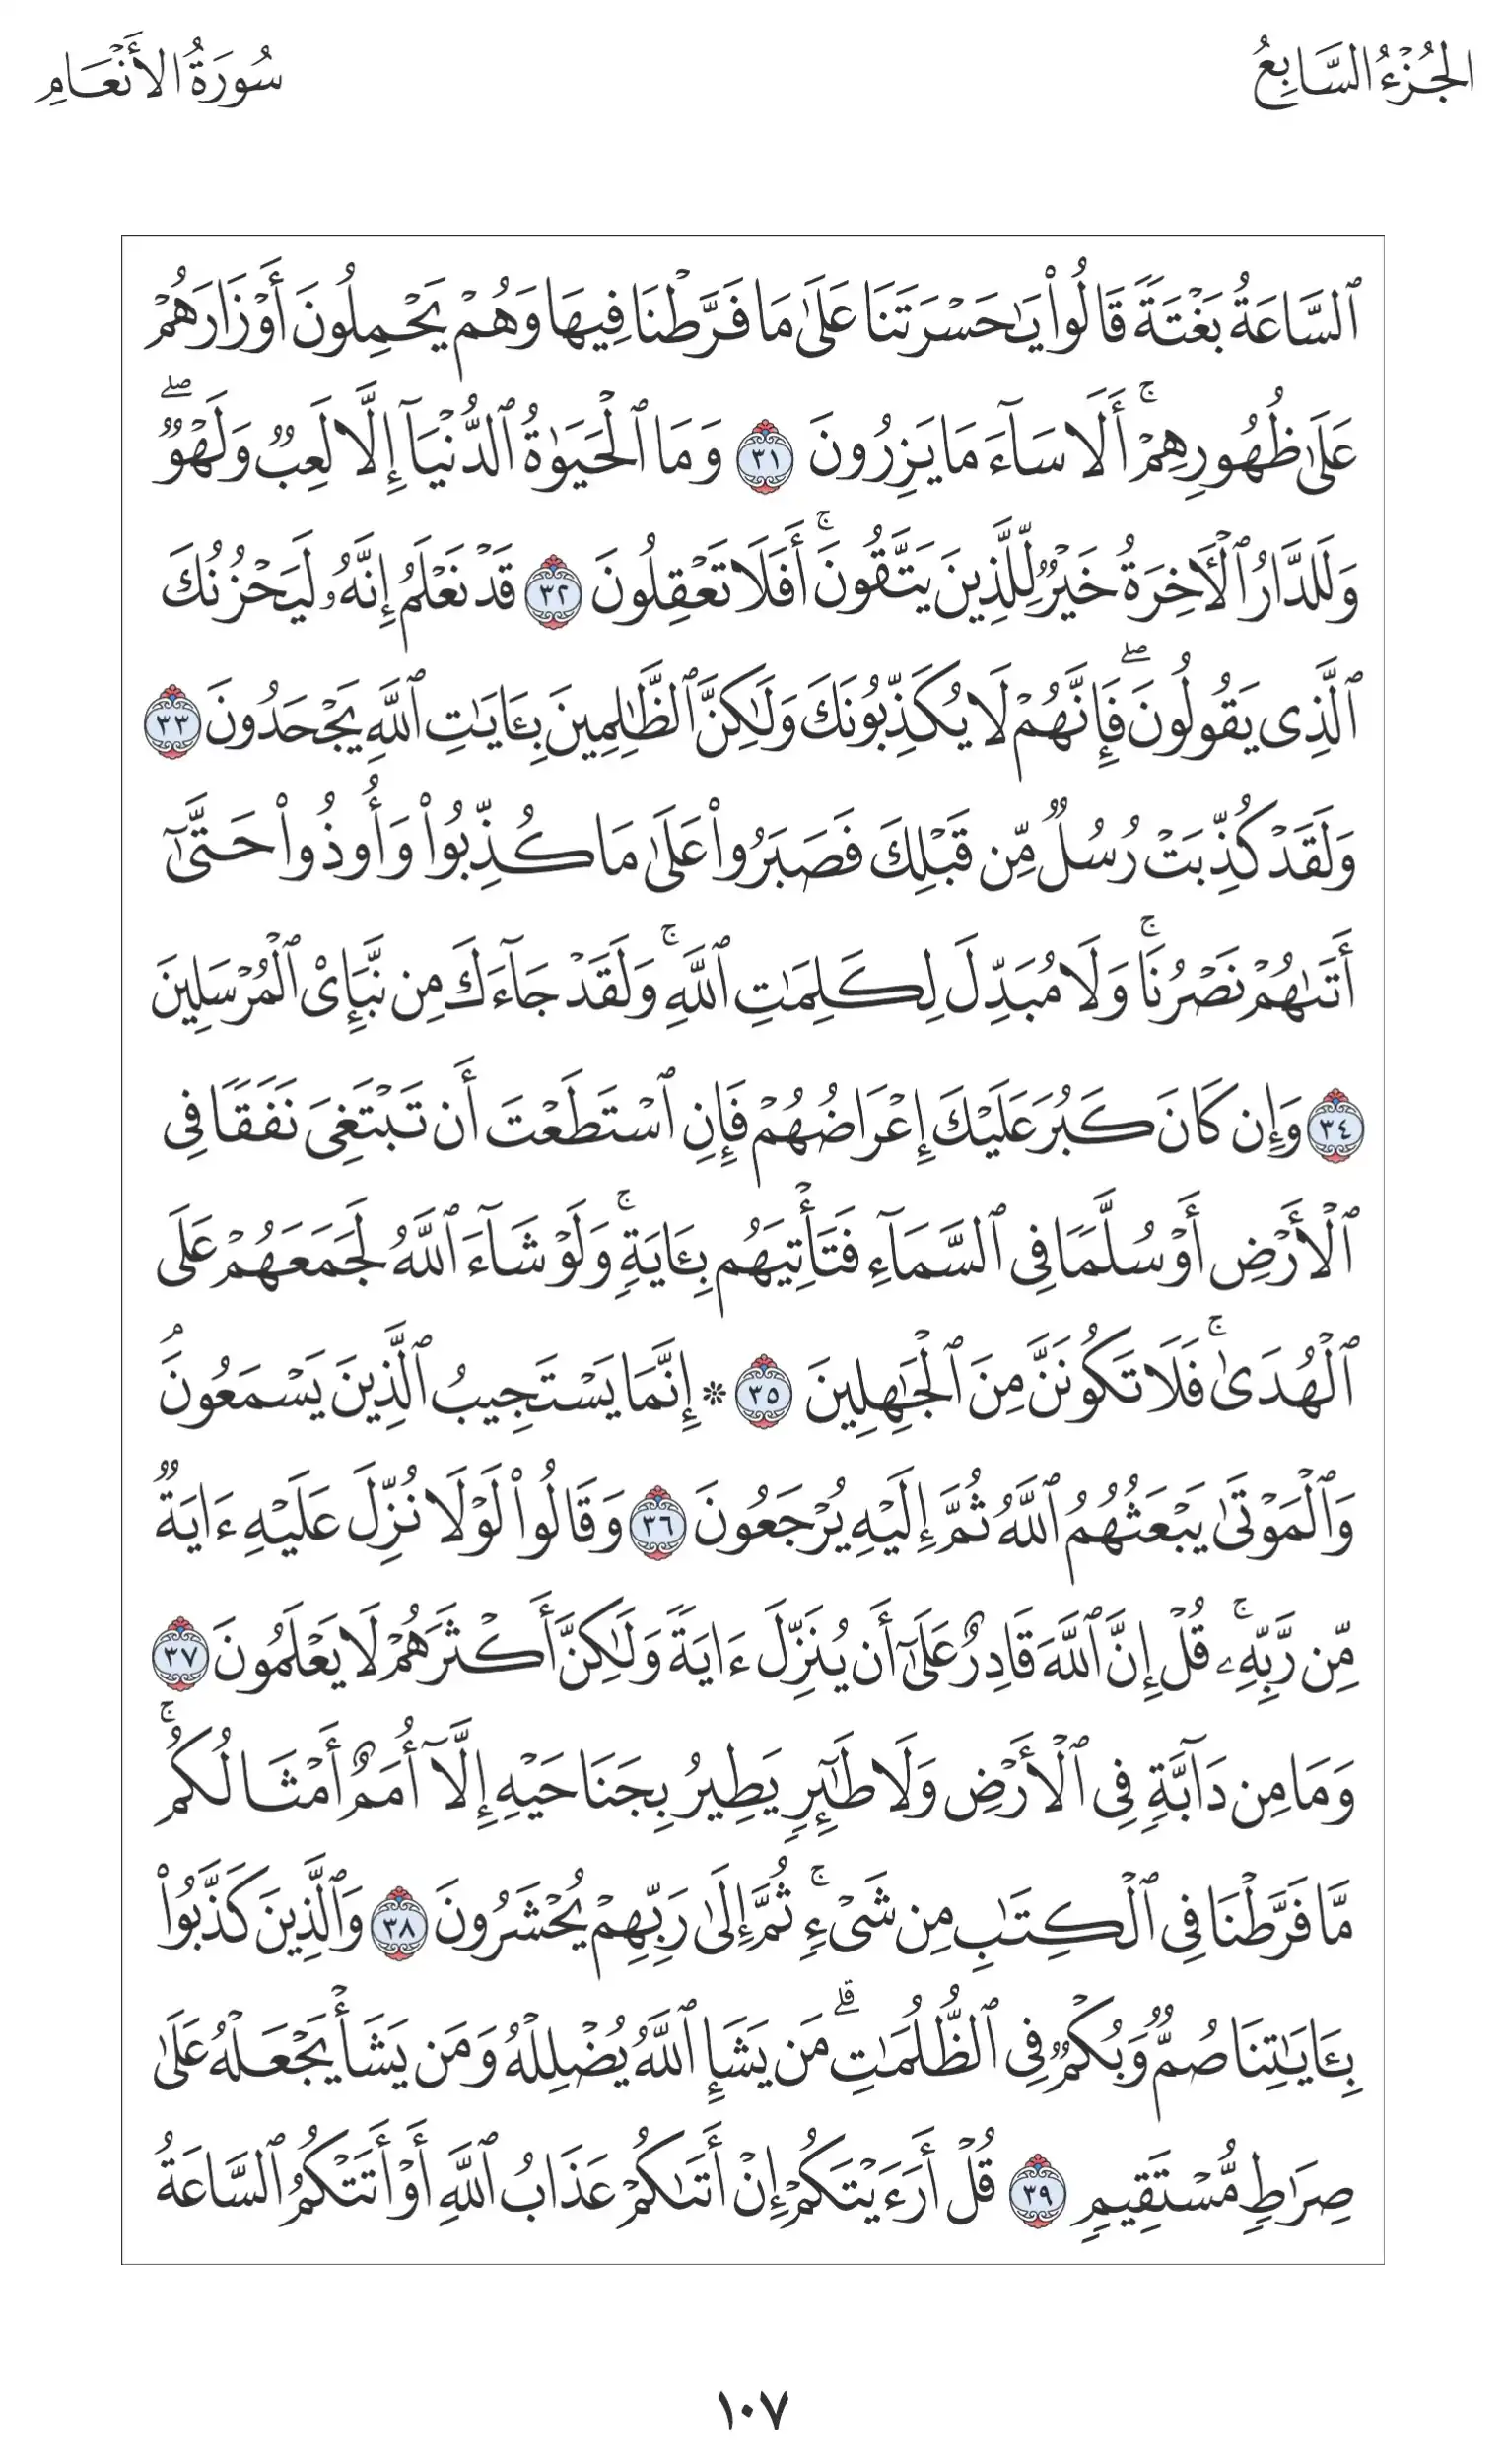 الجُزْءُ السَّابِعُ
سُورَةُ الأَنْعَامِ
ٱلسَّاعَةُ بَغْتَةً قَالُوا۟ يَـٰحَسْرَتَنَا عَلَىٰ مَا فَرَّطْنَا فِيهَا وَهُمْ يَحْمِلُونَ أَوْزَارَهُمْ
عَلَىٰ ظُهُورِهِمْ ۚ أَلَا سَآءَ مَا يَزِرُونَ ٣١ وَمَا ٱلْحَيَوٰةُ ٱلدُّنْيَآ إِلَّا لَعِبٌ وَلَهْوٌ ۖ
وَلَلدَّارُ ٱلْـَٔاخِرَةُ خَيْرٌ لِّلَّذِينَ يَتَّقُونَ ۚ أَفَلَا تَعْقِلُونَ ٣٢ قَدْ نَعْلَمُ إِنَّهُۥ لَيَحْزُنُكَ
ٱلَّذِى يَقُولُونَ ۖ فَإِنَّهُمْ لَا يُكَذِّبُونَكَ وَلَـٰكِنَّ ٱلظَّـٰلِمِينَ بِـَٔايَـٰتِ ٱللَّهِ يَجْحَدُونَ ٣٣
وَلَقَدْ كُذِّبَتْ رُسُلٌ مِّن قَبْلِكَ فَصَبَرُوا۟ عَلَىٰ مَا كُذِّبُوا۟ وَأُوذُوا۟ حَتَّىٰٓ
أَتَىٰهُمْ نَصْرُنَا ۚ وَلَا مُبَدِّلَ لِكَلِمَـٰتِ ٱللَّهِ ۚ وَلَقَدْ جَآءَكَ مِن نَّبَإِى۟ ٱلْمُرْسَلِينَ
٣٤ وَإِن كَانَ كَبُرَ عَلَيْكَ إِعْرَاضُهُمْ فَإِنِ ٱسْتَطَعْتَ أَن تَبْتَغِىَ نَفَقًا فِى
ٱلْأَرْضِ أَوْ سُلَّمًا فِى ٱلسَّمَآءِ فَتَأْتِيَهُم بِـَٔايَةٍ ۚ وَلَوْ شَآءَ ٱللَّهُ لَجَمَعَهُمْ عَلَى
ٱلْهُدَىٰ ۚ فَلَا تَكُونَنَّ مِنَ ٱلْجَـٰهِلِينَ ٣٥ ۞ إِنَّمَا يَسْتَجِيبُ ٱلَّذِينَ يَسْمَعُونَ ۘ
وَٱلْمَوْتَىٰ يَبْعَثُهُمُ ٱللَّهُ ثُمَّ إِلَيْهِ يُرْجَعُونَ ٣٦ وَقَالُوا۟ لَوْلَا نُزِّلَ عَلَيْهِ ءَايَةٌ
مِّن رَّبِّهِۦ ۚ قُلْ إِنَّ ٱللَّهَ قَادِرٌ عَلَىٰٓ أَن يُنَزِّلَ ءَايَةً وَلَـٰكِنَّ أَكْثَرَهُمْ لَا يَعْلَمُونَ ٣٧
وَمَا مِن دَآبَّةٍ فِى ٱلْأَرْضِ وَلَا طَـٰٓئِرٍ يَطِيرُ بِجَنَاحَيْهِ إِلَّآ أُمَمٌ أَمْثَالُكُم ۚ
مَّا فَرَّطْنَا فِى ٱلْكِتَـٰبِ مِن شَىْءٍ ۚ ثُمَّ إِلَىٰ رَبِّهِمْ يُحْشَرُونَ ٣٨ وَٱلَّذِينَ كَذَّبُوا۟
بِـَٔايَـٰتِنَا صُمٌّ وَبُكْمٌ فِى ٱلظُّلُمَـٰتِ ۗ مَن يَشَإِ ٱللَّهُ يُضْلِلْهُ وَمَن يَشَأْ يَجْعَلْهُ عَلَىٰ
صِرَٰطٍ مُّسْتَقِيمٍ ٣٩ قُلْ أَرَءَيْتَكُمْ إِنْ أَتَىٰكُمْ عَذَابُ ٱللَّهِ أَوْ أَتَتْكُمُ ٱلسَّاعَةُ
١٠٧